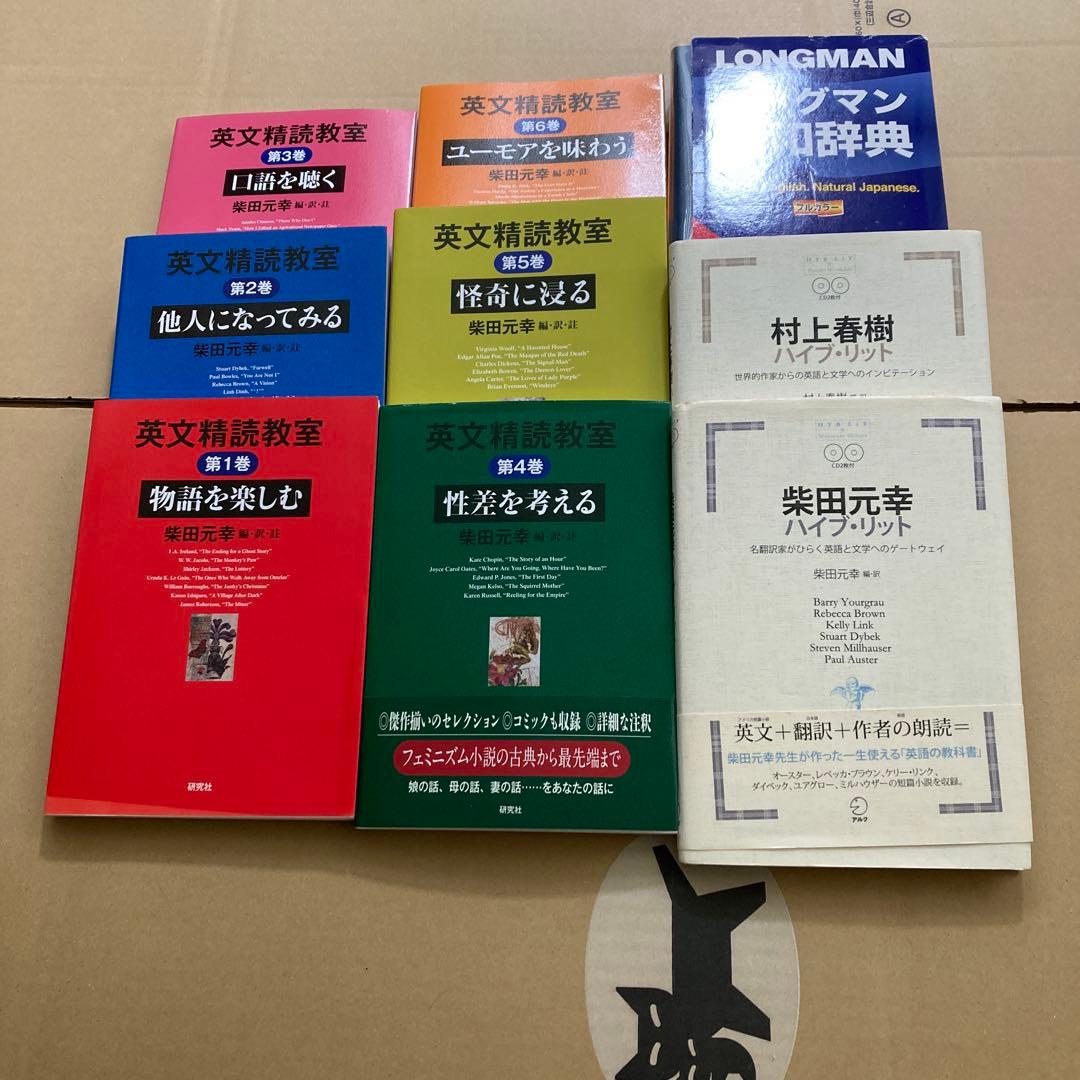 英文精読教室
第3巻
口語を聴く
柴田元幸 編・訳・註
Sandra Cisneros, "Those Who Don't"
Mark Twain, "How I Edited an Agricultural Newspaper Once"
英文精読教室
第6巻
ユーモアを味わう
柴田元幸 編・訳・註
LONGMAN
グマン
和辞典
English. Natural Japanese.
フルカラー
英文精読教室
第2巻
他人になってみる
柴田元幸 編・訳・註
Stuart Dybek, "Farwell"
Paul Bowles, "You Are Not I"
Rebecca Brown, "A Vision"
Linh Dinh, "'!'"
英文精読教室
第5巻
怪奇に浸る
柴田元幸 編・訳・註
Virginia Woolf, "A Haunted House"
Edgar Allan Poe, "The Masque of the Red Death"
Charles Dickens, "The Signal-Man"
Elizabeth Bowen, "The Demon Lover"
Angela Carter, "The Loves of Lady Purple"
Brian Evenson, "Windeye"
HYB-LIT
CD2枚付
村上春樹
ハイブ・リット
世界的作家からの英語と文学へのインビテーション
英文精読教室
第1巻
物語を楽しむ
柴田元幸 編・訳・註
I .A. Ireland, "The Ending for a Ghost Story"
W. W. Jacobs, "The Monkey's Paw"
Shirley Jackson, "The Lottery"
Ursula K. Le Guin, "The Ones Who Walk Away from Omelas"
William Burroughs, "The Junky's Christmas"
Kazuo Ishiguro, "A Village After Dark"
James Robertson, "The Miner"
研究社
英文精読教室
第4巻
性差を考える
柴田元幸 編・訳・註
Kate Chopin, "The Story of an Hour"
Joyce Carol Oates, "Where Are You Going, Where Have You Been?"
Edward P. Jones, "The First Day"
Megan Kelso, "The Squirrel Mother"
Karen Russell, "Reeling for the Empire"
◎傑作揃いのセレクション ◎コミックも収録 ◎詳細な注釈
フェミニズム小説の古典から最先端まで
娘の話、母の話、妻の話……をあなたの話に
研究社
HYB-LIT
CD2枚付
柴田元幸
ハイブ・リット
名翻訳家がひらく英語と文学へのゲートウェイ
柴田元幸 編・訳
Barry Yourgrau
Rebecca Brown
Kelly Link
Stuart Dybek
Steven Millhauser
Paul Auster
英文＋翻訳＋作者の朗読＝
柴田元幸先生が作った一生使える「英語の教科書」
オースター、レベッカ・ブラウン、ケリー・リンク、
ダイベック、ユアグロー、ミルハウザーの短篇小説を収録。
アルク